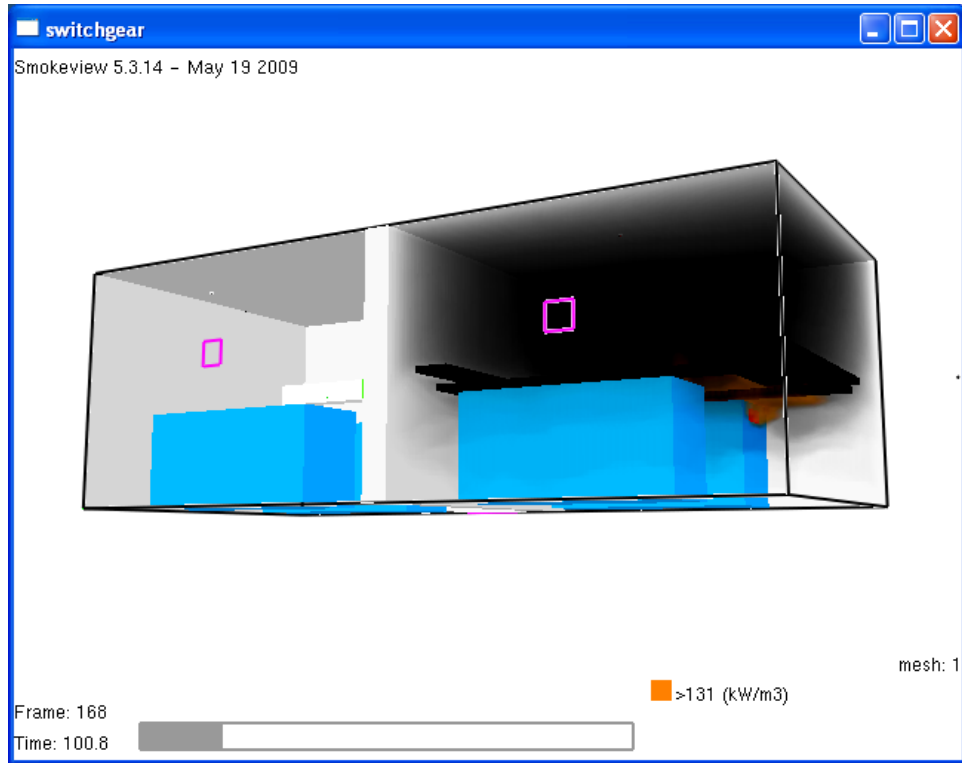 switchgear
Smokeview 5.3.14 – May 19 2009
mesh: 1
>131 (kW/m3)
Frame: 168
Time: 100.8